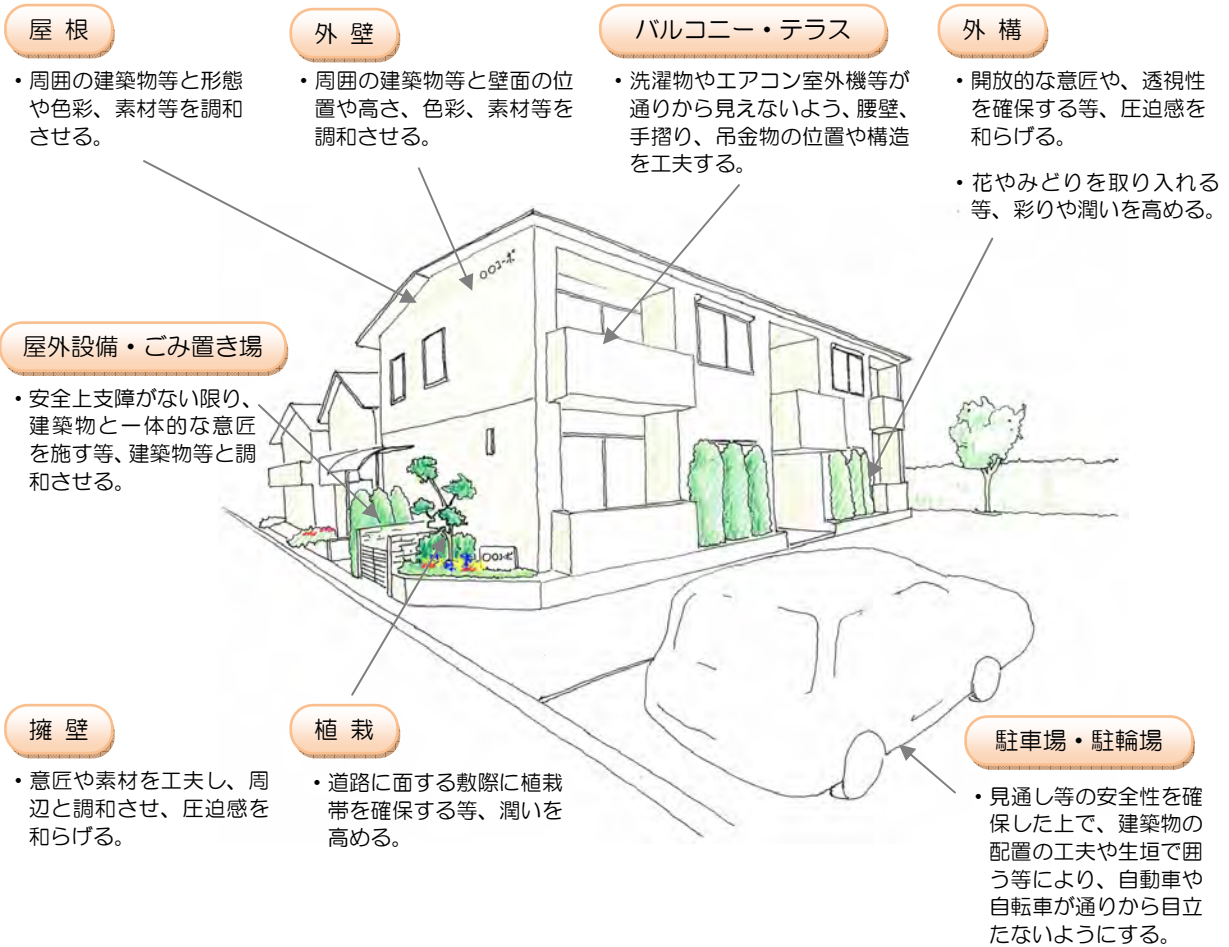 屋 根
・周囲の建築物等と形態
や色彩、素材等を調和
させる。
外 壁
・周囲の建築物等と壁面の位
置や高さ、色彩、素材等を
調和させる。
バルコニー・テラス
・洗濯物やエアコン室外機等が
通りから見えないよう、腰壁、
手摺り、吊金物の位置や構造
を工夫する。
外 構
・開放的な意匠や、透視性
を確保する等、圧迫感を
和らげる。
・花やみどりを取り入れる
等、彩りや潤いを高める。
〇〇コーポ
屋外設備・ごみ置き場
・安全上支障がない限り、
建築物と一体的な意匠
を施す等、建築物等と調
和させる。
〇〇コーポ
擁 壁
・意匠や素材を工夫し、周
辺と調和させ、圧迫感を
和らげる。
植 栽
・道路に面する敷際に植栽
帯を確保する等、潤いを
高める。
駐車場・駐輪場
・見通し等の安全性を確
保した上で、建築物の
配置の工夫や生垣で囲
う等により、自動車や
自転車が通りから目立
たないようにする。